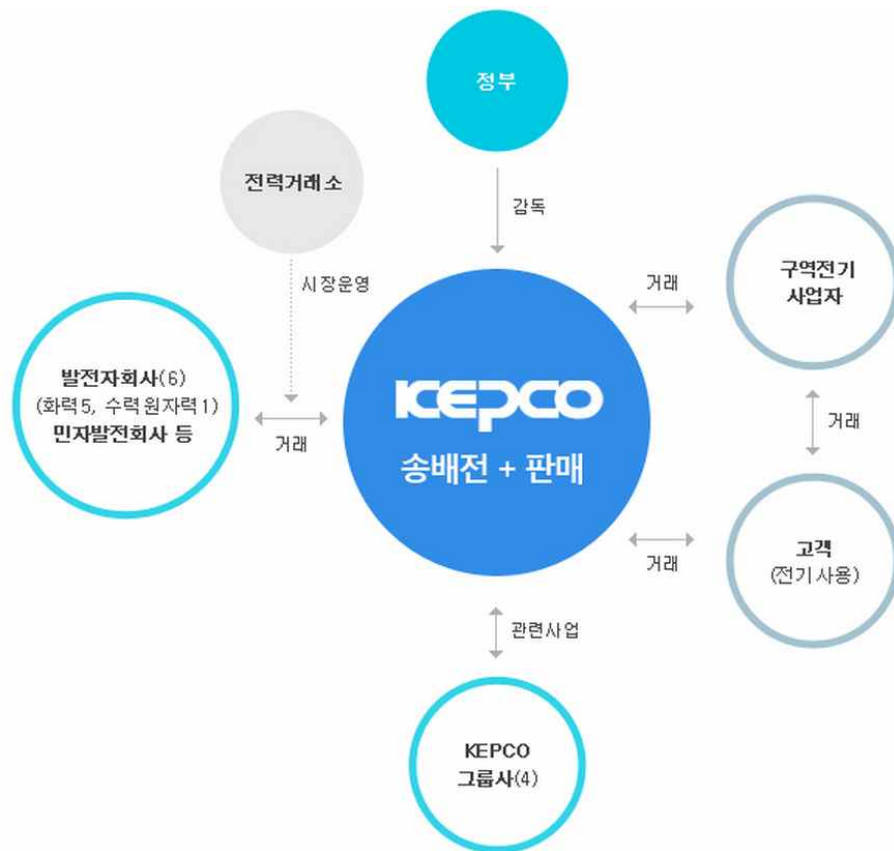 정부
전력거래소
감독
시장운영
구역전기
사업자
거래
발전자회사(6)
(화력5, 수력원자력1)
민자발전회사 등
거래
KEPCO
송배전 + 판매
거래
고객
(전기사용)
거래
관련사업
KEPCO
그룹사(4)